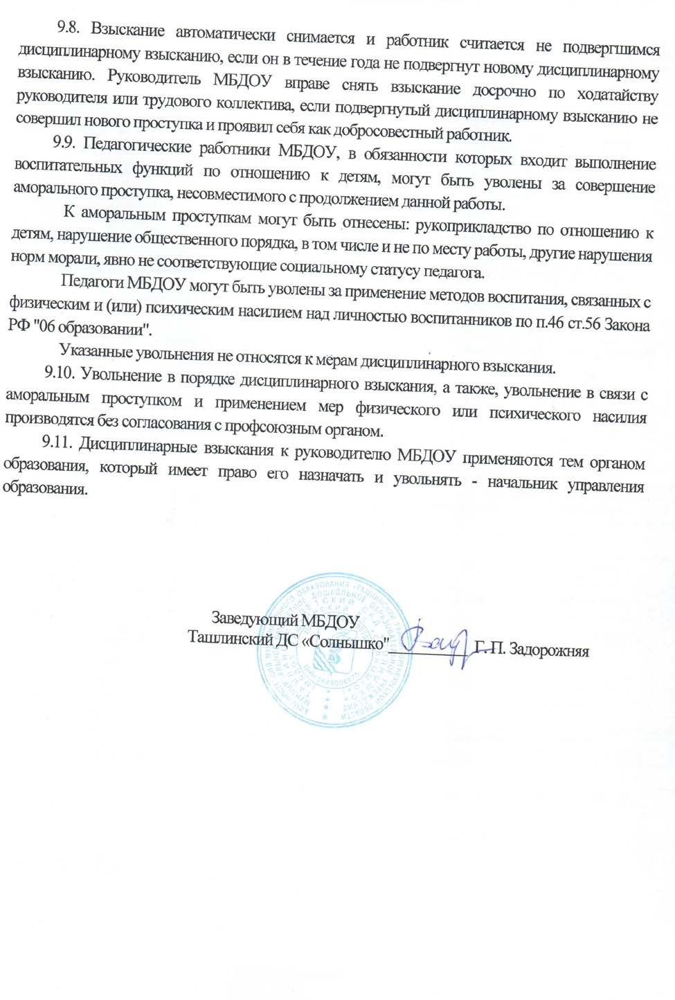 9.8. Взыскание автоматически снимается и работник считается не подвергшимся
дисциплинарному взысканию, если он в течение года не подвергнут новому дисциплинарному
взысканию. Руководитель МБДОУ вправе снять взыскание досрочно по ходатайству
руководителя или трудового коллектива, если подвергнутый дисциплинарному взысканию не
совершил нового проступка и проявил себя как добросовестный работник.
9.9. Педагогические работники МБДОУ, в обязанности которых входит выполнение
воспитательных функций по отношению к детям, могут быть уволены за совершение
аморального проступка, несовместимого с продолжением данной работы.
К аморальным проступкам могут быть отнесены: рукоприкладство по отношению к
детям, нарушение общественного порядка, в том числе и не по месту работы, другие нарушения
норм морали, явно не соответствующие социальному статусу педагога.
Педагоги МБДОУ могут быть уволены за применение методов воспитания, связанных с
физическим и (или) психическим насилием над личностью воспитанников по п.46 ст.56 Закона
РФ "06 образовании".
Указанные увольнения не относятся к мерам дисциплинарного взыскания.
9.10. Увольнение в порядке дисциплинарного взыскания, а также, увольнение в связи с
аморальным проступком и применением мер физического или психического насилия
производятся без согласования с профсоюзным органом.
9.11. Дисциплинарные взыскания к руководителю МБДОУ применяются тем органом
образования, который имеет право его назначать и увольнять - начальник управления
образования.
Заведующий МБДОУ
Ташлинский ДС «Солнышко"__________ Г. П. Задорожняя